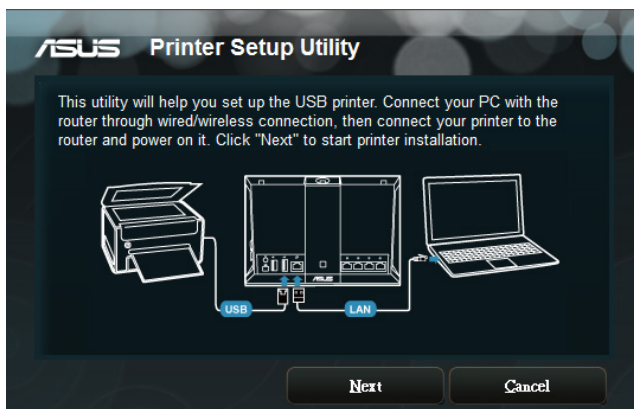 ASUS Printer Setup Utility
This utility will help you set up the USB printer. Connect your PC with the
router through wired/wireless connection, then connect your printer to the
router and power on it. Click "Next" to start printer installation.
ASUS
USB
LAN
Next
Cancel